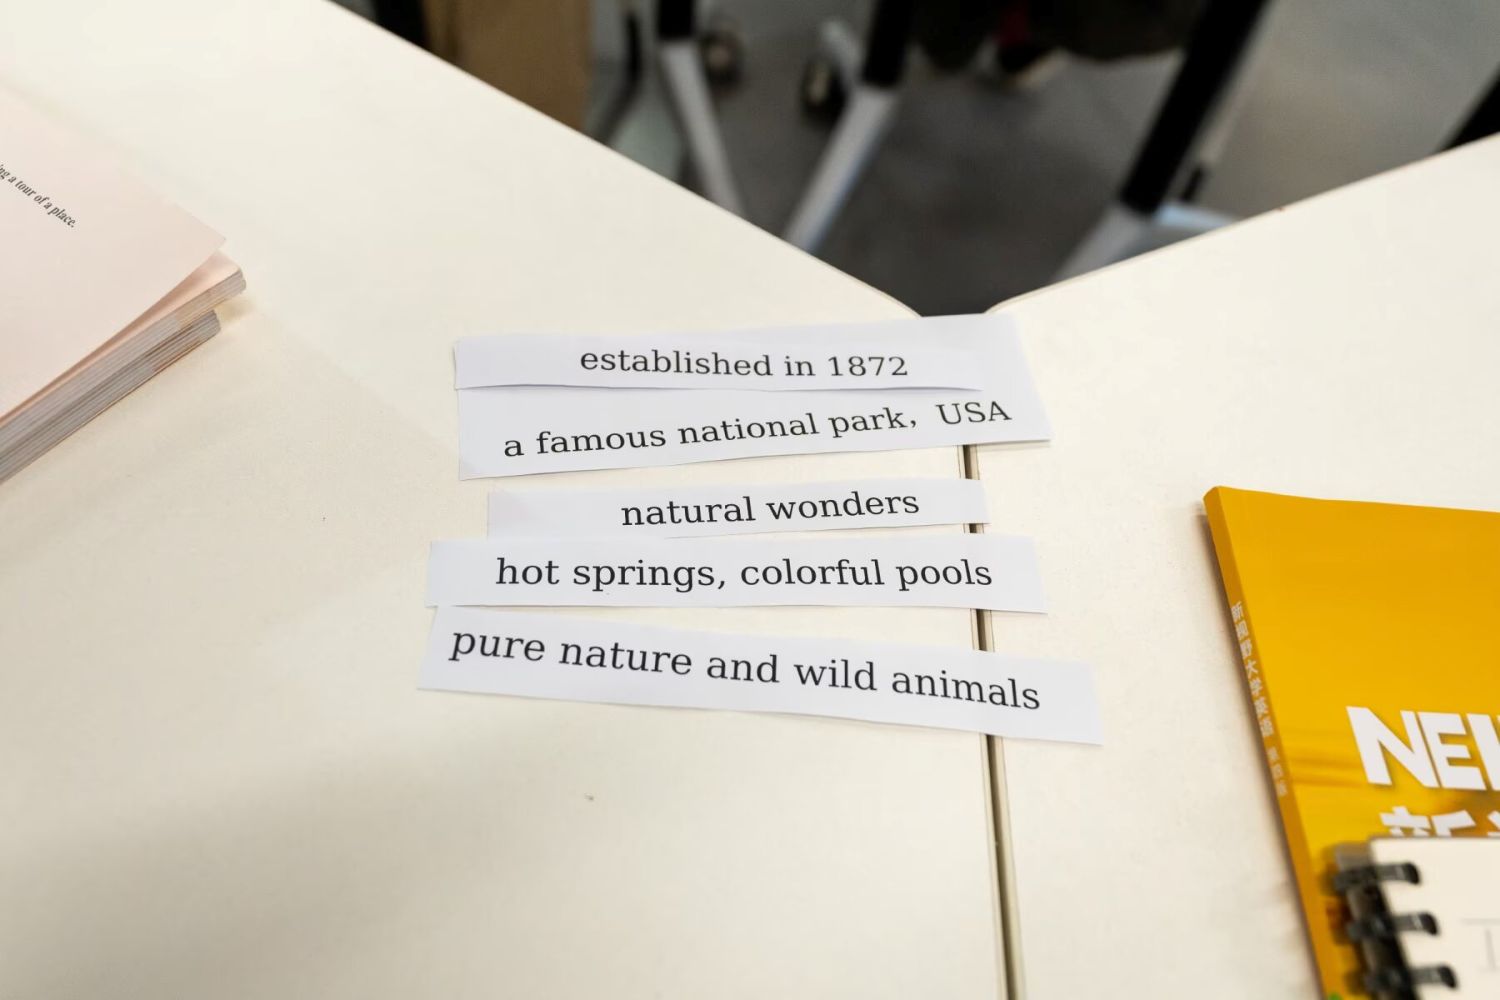 a tour of a place.
established in 1872
a famous national park, USA
natural wonders
hot springs, colorful pools
pure nature and wild animals
新视野大学英语
NE